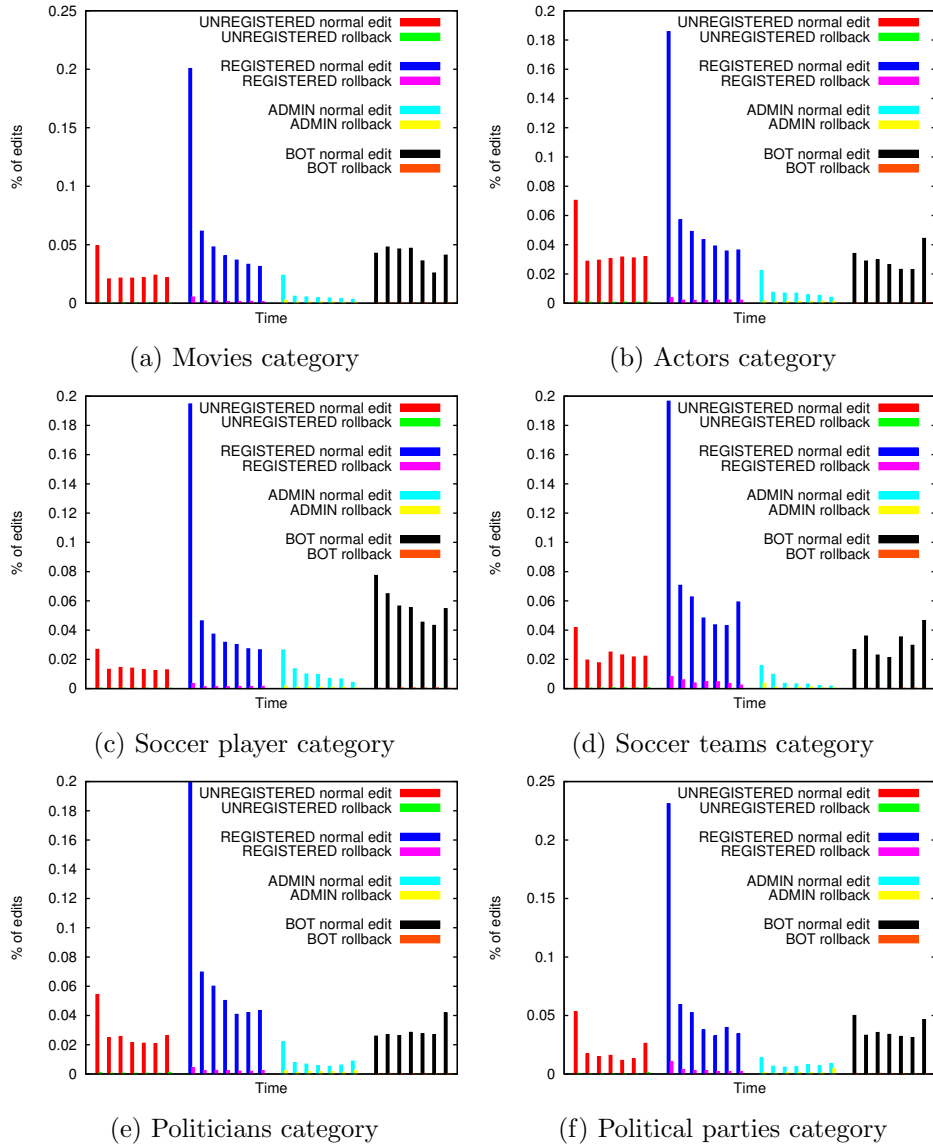 0.25
0.2
0.15
0.1
0.05
0
% of edits
Time
UNREGISTERED normal edit
UNREGISTERED rollback
REGISTERED normal edit
REGISTERED rollback
ADMIN normal edit
ADMIN rollback
BOT normal edit
BOT rollback
(a) Movies category
0.2
0.18
0.16
0.14
0.12
0.1
0.08
0.06
0.04
0.02
0
% of edits
Time
UNREGISTERED normal edit
UNREGISTERED rollback
REGISTERED normal edit
REGISTERED rollback
ADMIN normal edit
ADMIN rollback
BOT normal edit
BOT rollback
(b) Actors category
0.2
0.18
0.16
0.14
0.12
0.1
0.08
0.06
0.04
0.02
0
% of edits
Time
UNREGISTERED normal edit
UNREGISTERED rollback
REGISTERED normal edit
REGISTERED rollback
ADMIN normal edit
ADMIN rollback
BOT normal edit
BOT rollback
(c) Soccer player category
0.2
0.18
0.16
0.14
0.12
0.1
0.08
0.06
0.04
0.02
0
% of edits
Time
UNREGISTERED normal edit
UNREGISTERED rollback
REGISTERED normal edit
REGISTERED rollback
ADMIN normal edit
ADMIN rollback
BOT normal edit
BOT rollback
(d) Soccer teams category
0.2
0.18
0.16
0.14
0.12
0.1
0.08
0.06
0.04
0.02
0
% of edits
Time
UNREGISTERED normal edit
UNREGISTERED rollback
REGISTERED normal edit
REGISTERED rollback
ADMIN normal edit
ADMIN rollback
BOT normal edit
BOT rollback
(e) Politicians category
0.25
0.2
0.15
0.1
0.05
0
% of edits
Time
UNREGISTERED normal edit
UNREGISTERED rollback
REGISTERED normal edit
REGISTERED rollback
ADMIN normal edit
ADMIN rollback
BOT normal edit
BOT rollback
(f) Political parties category